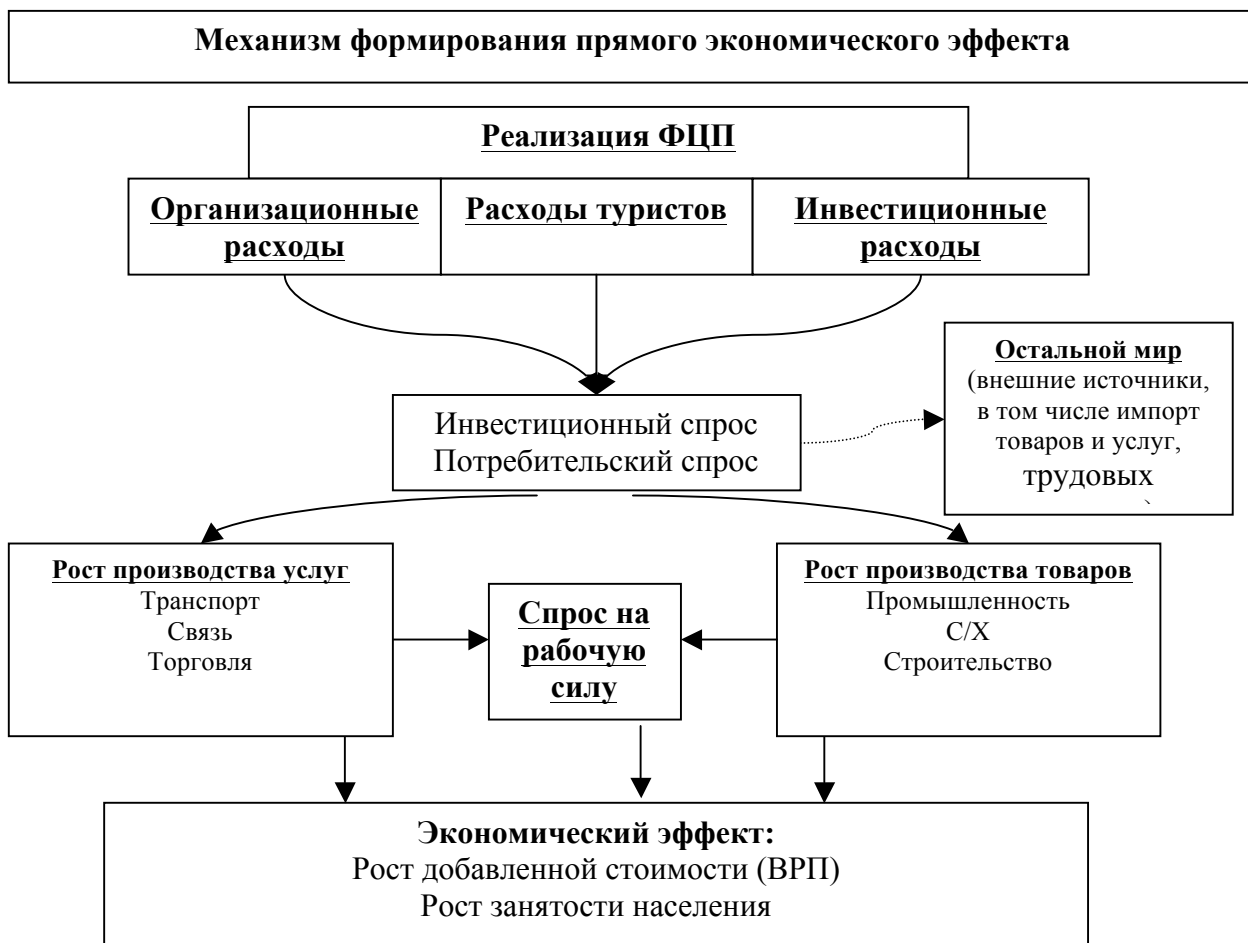 Механизм формирования прямого экономического эффекта
Реализация ФЦП
Организационные
расходы
Расходы туристов
Инвестиционные
расходы
Остальной мир
(внешние источники,
в том числе импорт
товаров и услуг,
трудовых
Инвестиционный спрос
Потребительский спрос
Рост производства услуг
Транспорт
Связь
Торговля
Спрос на
рабочую
силу
Рост производства товаров
Промышленность
С/Х
Строительство
Экономический эффект:
Рост добавленной стоимости (ВРП)
Рост занятости населения